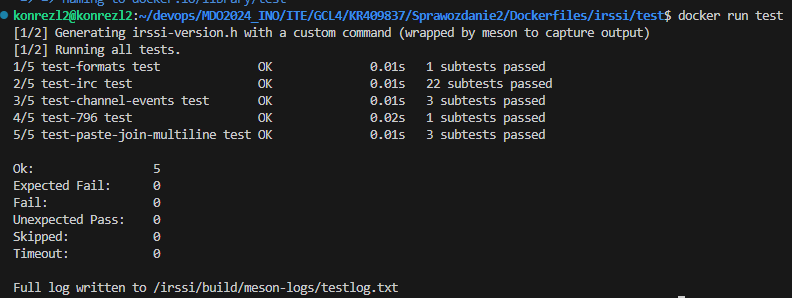 => => naming to docker.io/library/test
konrezl2@konrezl2:~/devops/MDO2024_INO/ITE/GCL4/KR409837/Sprawozdanie2/Dockerfiles/irssi/test$ docker run test
[1/2] Generating irssi-version.h with a custom command (wrapped by meson to capture output)
[1/2] Running all tests.
1/5 test-formats test              OK              0.01s   1 subtests passed
2/5 test-irc test                  OK              0.01s   22 subtests passed
3/5 test-channel-events test       OK              0.01s   3 subtests passed
4/5 test-796 test                  OK              0.02s   1 subtests passed
5/5 test-paste-join-multiline test OK              0.01s   3 subtests passed
Ok:                 5
Expected Fail:      0
Fail:               0
Unexpected Pass:    0
Skipped:            0
Timeout:            0
Full log written to /irssi/build/meson-logs/testlog.txt